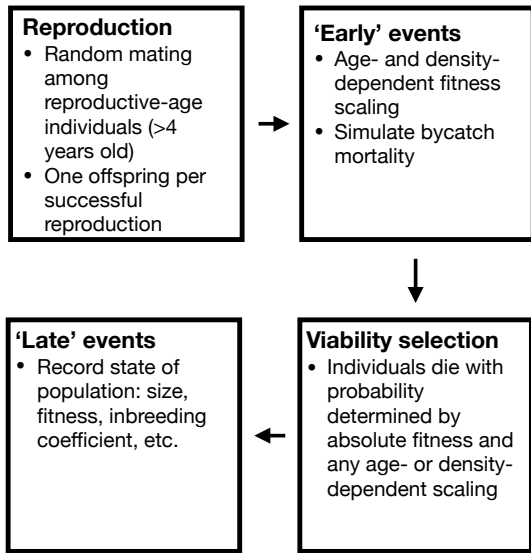 Reproduction
• Random mating
among
reproductive-age
individuals (>4
years old)
• One offspring per
successful
reproduction
‘Early’ events
• Age- and density-
dependent fitness
scaling
• Simulate bycatch
mortality
Viability selection
• Individuals die with
probability
determined by
absolute fitness and
any age- or density-
dependent scaling
‘Late’ events
• Record state of
population: size,
fitness, inbreeding
coefficient, etc.